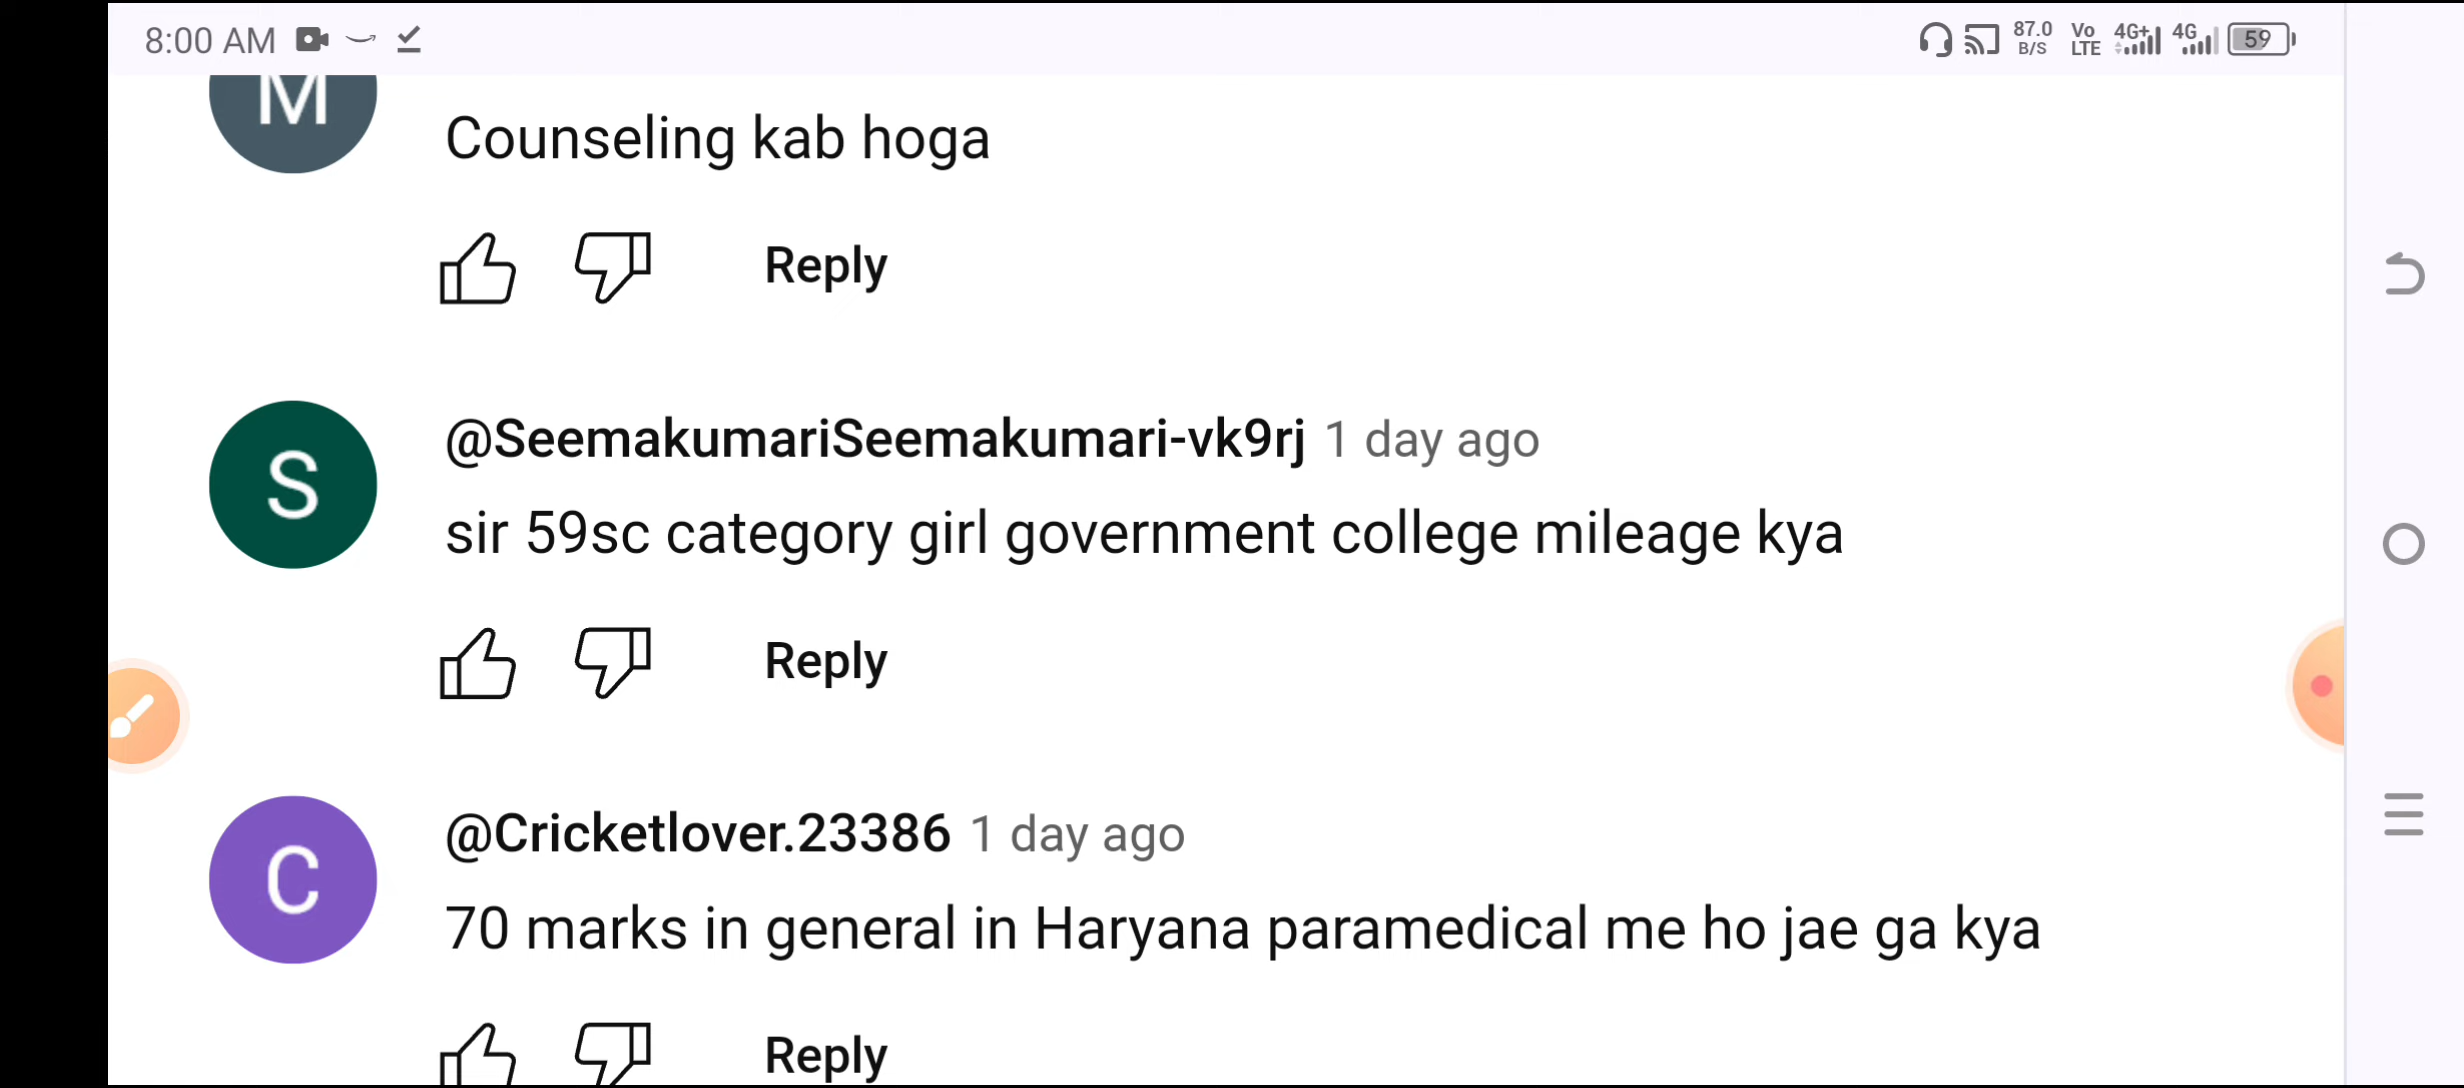 8:00 AM 87.0 B/S Vo LTE 4G+ 4G 59
M
Counseling kab hoga
Reply
S
@SeemakumariSeemakumari-vk9rj 1 day ago
sir 59sc category girl government college mileage kya
Reply
C
@Cricketlover.23386 1 day ago
70 marks in general in Haryana paramedical me ho jae ga kya
Reply